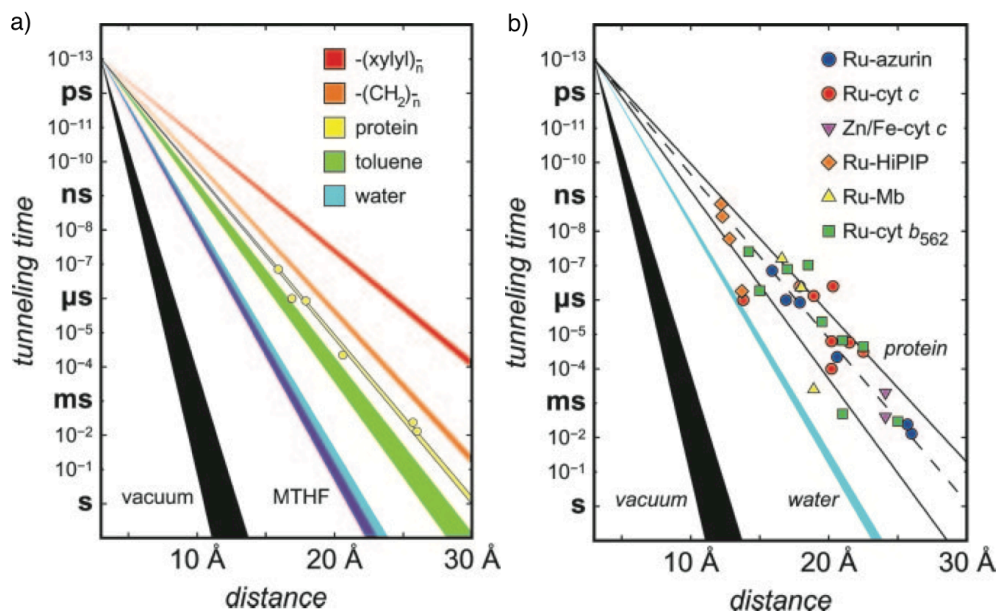 a)
10⁻¹³
ps
10⁻¹¹
10⁻¹⁰
ns
10⁻⁸
10⁻⁷
µs
10⁻⁵
10⁻⁴
ms
10⁻²
10⁻¹
s
tunneling time
-(xylyl)n̄
-(CH₂)n̄
protein
toluene
water
vacuum
MTHF
10 Å
20 Å
30 Å
distance
b)
10⁻¹³
ps
10⁻¹¹
10⁻¹⁰
ns
10⁻⁸
10⁻⁷
µs
10⁻⁵
10⁻⁴
ms
10⁻²
10⁻¹
s
tunneling time
Ru-azurin
Ru-cyt c
Zn/Fe-cyt c
Ru-HiPIP
Ru-Mb
Ru-cyt b₅₆₂
protein
vacuum
water
10 Å
20 Å
30 Å
distance